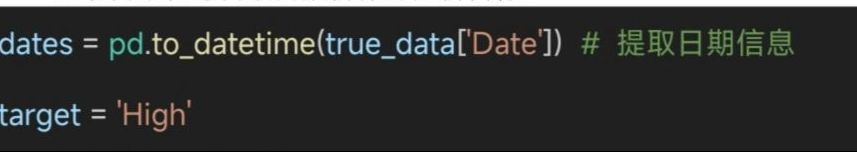 dates = pd.to_datetime(true_data['Date']) # 提取日期信息
target = 'High'